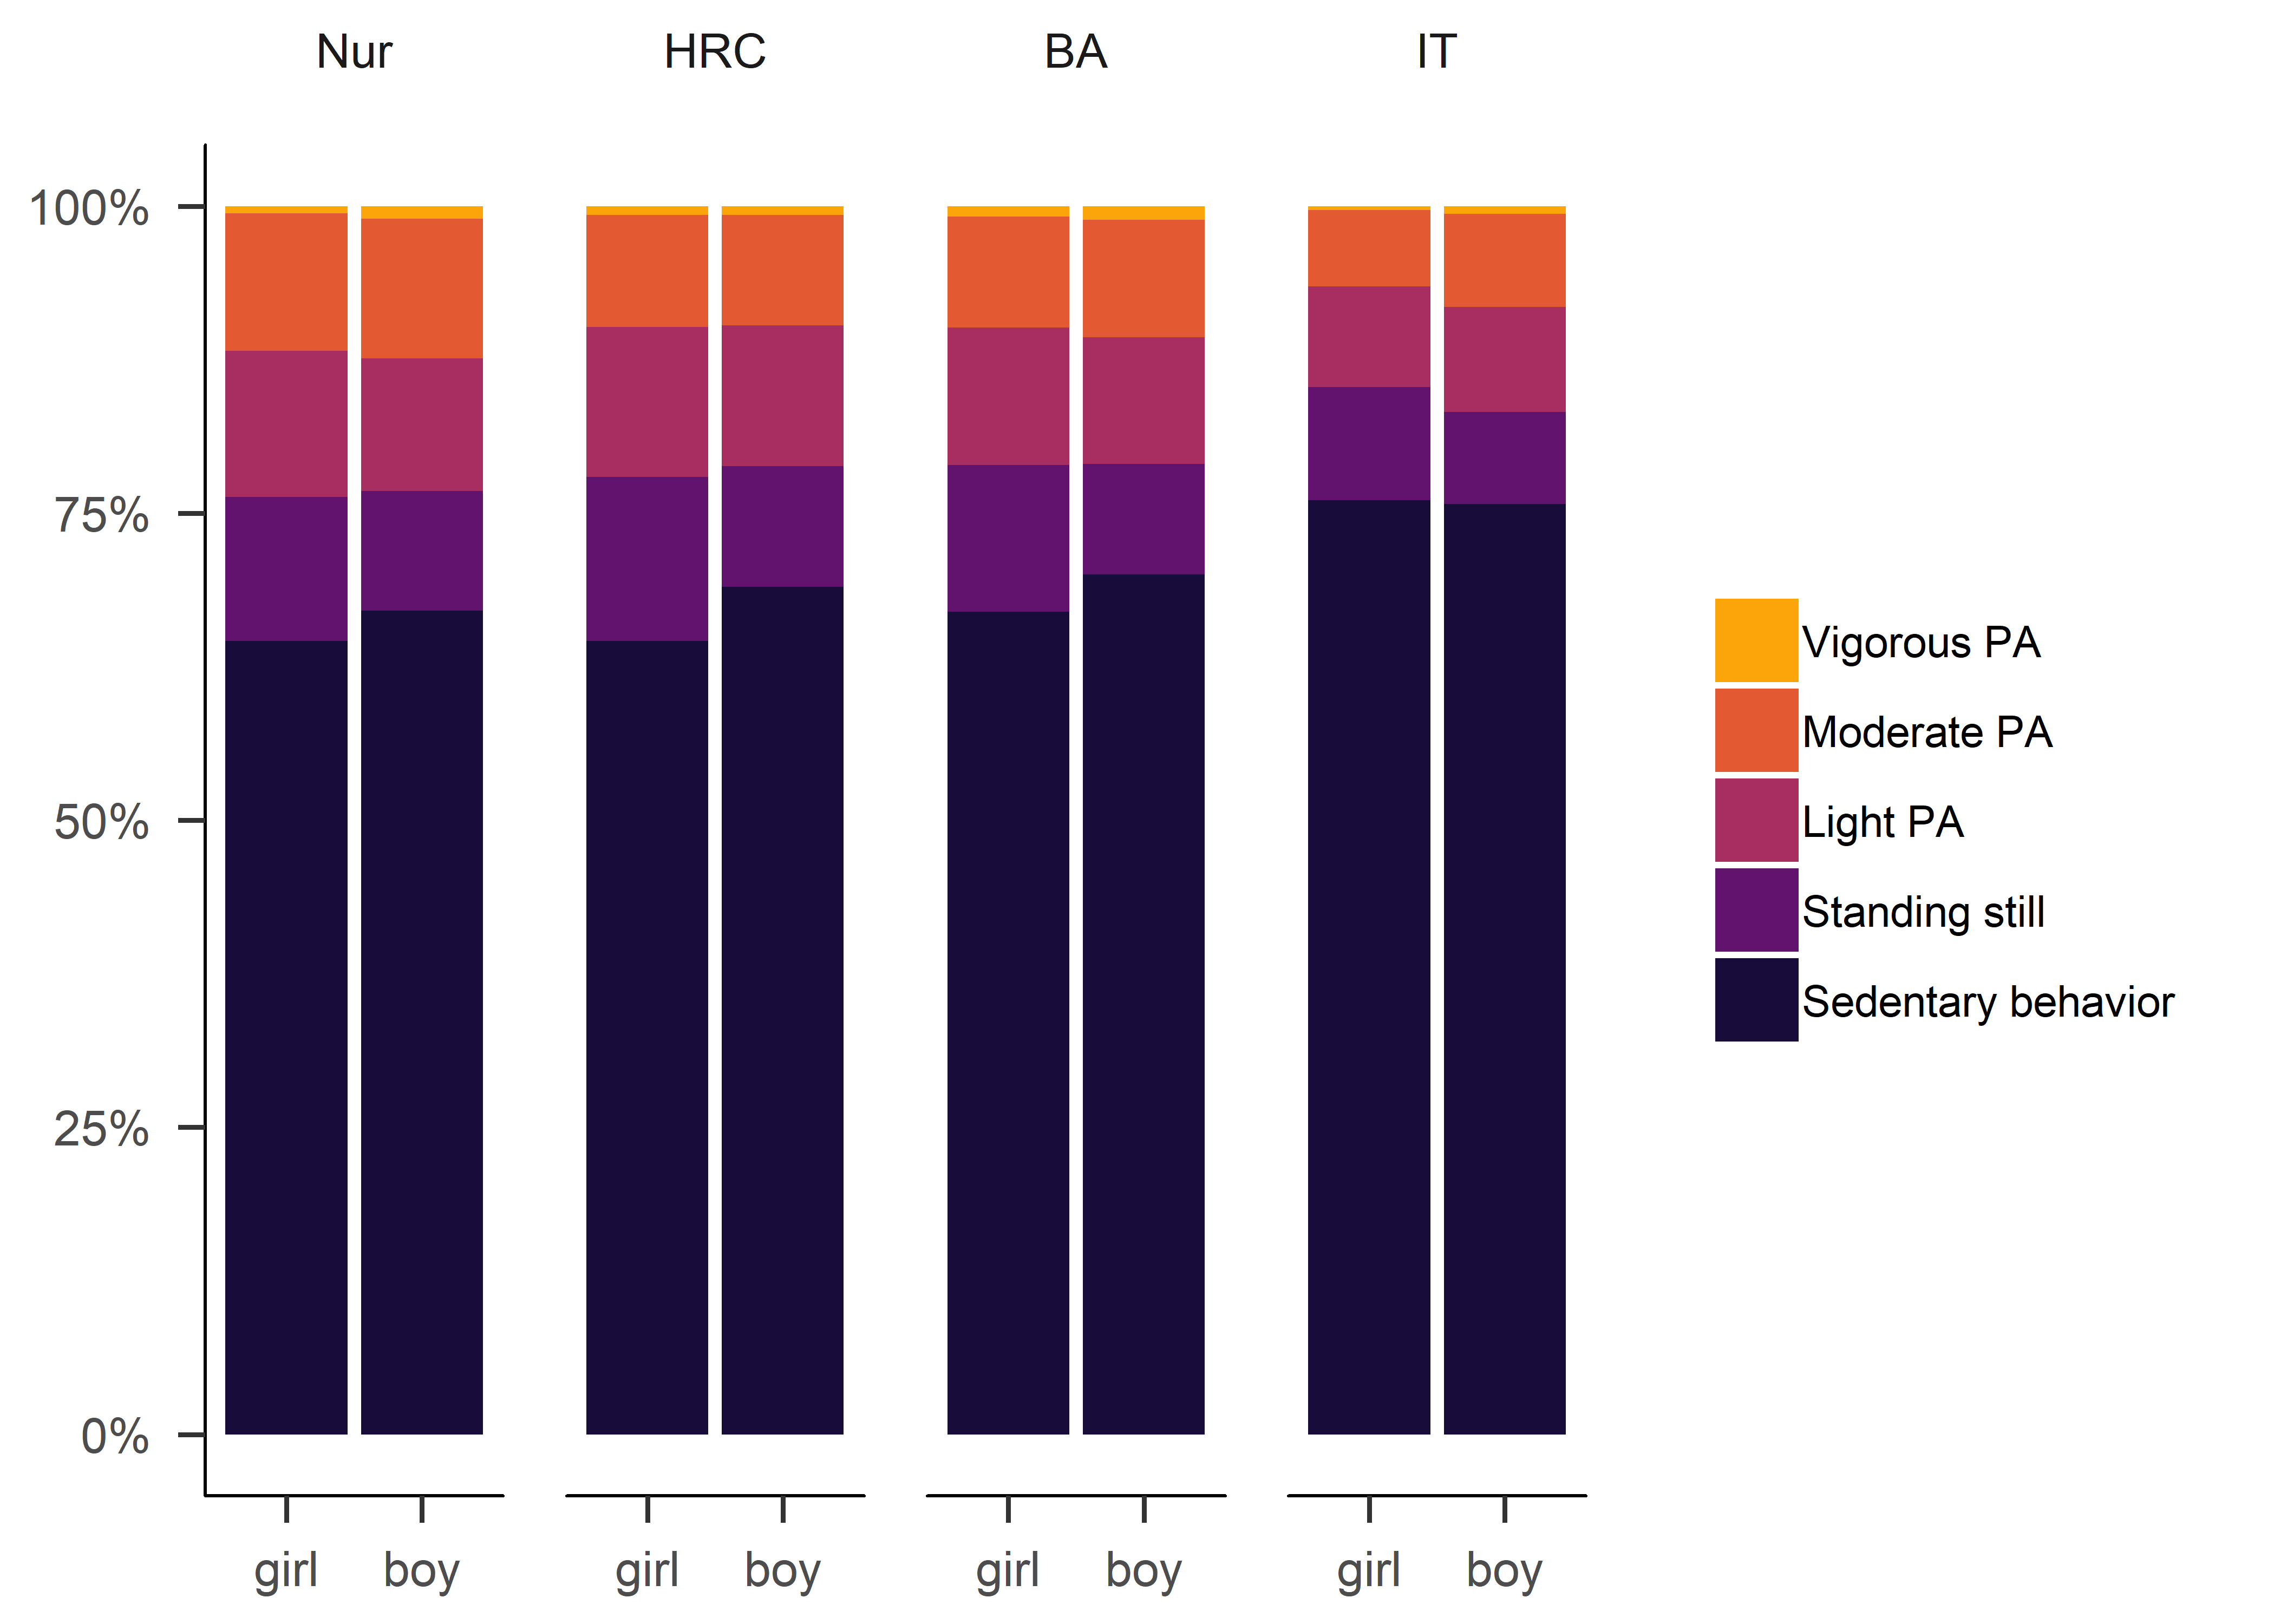 Nur HRC BA IT
100%
75%
50%
25%
0%
girl boy girl boy girl boy girl boy
Vigorous PA
Moderate PA
Light PA
Standing still
Sedentary behavior